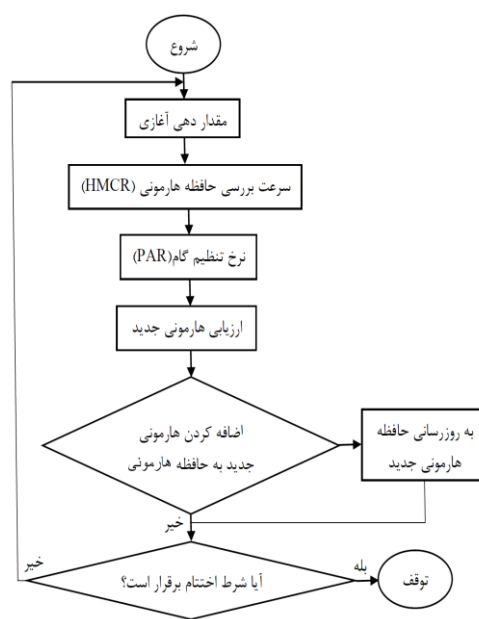 شروع
مقدار دهی آغازی
سرعت بررسی حافظه هارمونی (HMCR)
نرخ تنظیم گام(PAR)
ارزیابی هارمونی جدید
اضافه کردن هارمونی
جدید به حافظه هارمونی
به روزرسانی حافظه
هارمونی جدید
خیر
آیا شرط اختتام برقرار است؟
بله
توقف
خیر